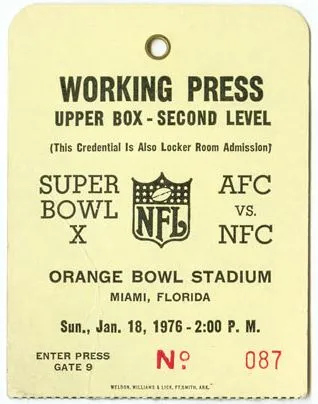 WORKING PRESS
UPPER BOX - SECOND LEVEL
(This Credential Is Also Locker Room Admission)
SUPER BOWL X
NFL
AFC VS. NFC
ORANGE BOWL STADIUM
MIAMI, FLORIDA
Sun., Jan. 18, 1976 - 2:00 P. M.
ENTER PRESS GATE 9
Nº 087
WELDON, WILLIAMS & LICK, FT. SMITH, ARK.